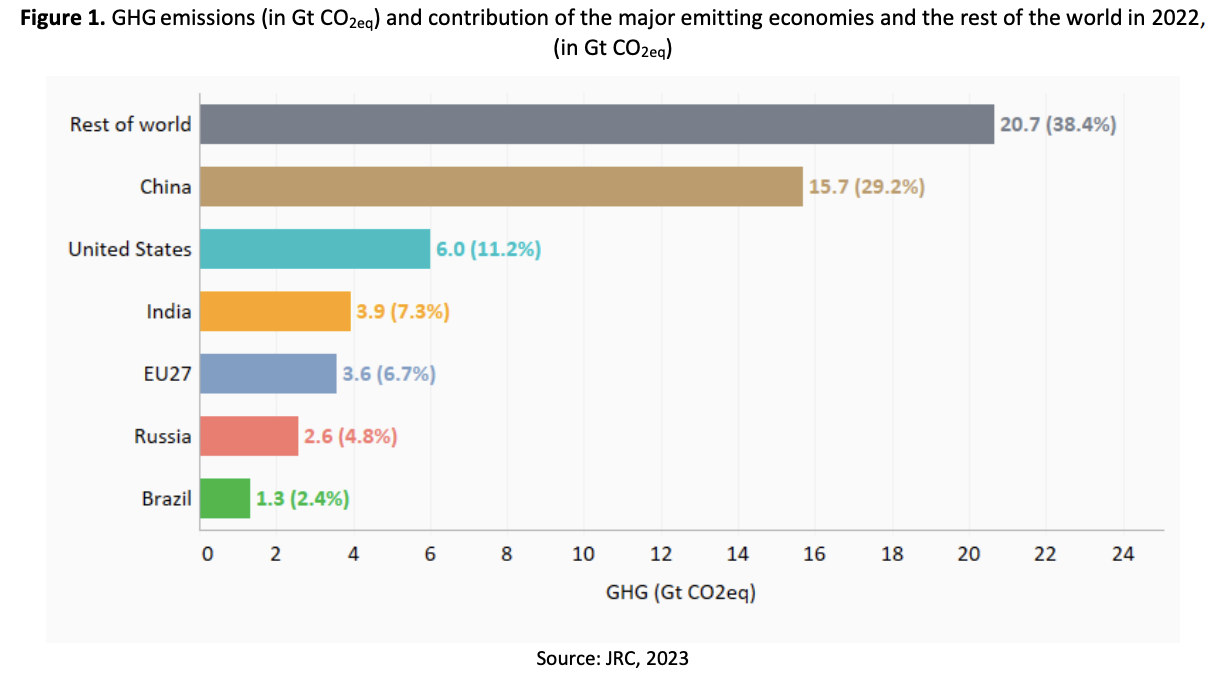 Figure 1. GHG emissions (in Gt CO2eq) and contribution of the major emitting economies and the rest of the world in 2022,
(in Gt CO2eq)
Rest of world 20.7 (38.4%)
China 15.7 (29.2%)
United States 6.0 (11.2%)
India 3.9 (7.3%)
EU27 3.6 (6.7%)
Russia 2.6 (4.8%)
Brazil 1.3 (2.4%)
0 2 4 6 8 10 12 14 16 18 20 22 24
GHG (Gt CO2eq)
Source: JRC, 2023